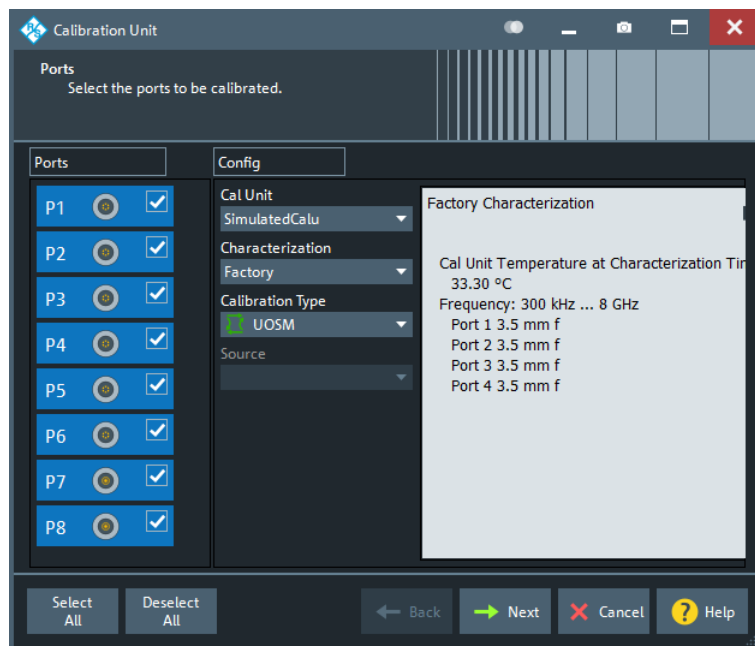 Calibration Unit
Ports
Select the ports to be calibrated.
Ports
P1
P2
P3
P4
P5
P6
P7
P8
Config
Cal Unit
SimulatedCalu
Characterization
Factory
Calibration Type
UOSM
Source
Factory Characterization
Cal Unit Temperature at Characterization Tir
33.30 ºC
Frequency: 300 kHz ... 8 GHz
Port 1 3.5 mm f
Port 2 3.5 mm f
Port 3 3.5 mm f
Port 4 3.5 mm f
Select
All
Deselect
All
Back
Next
Cancel
? Help